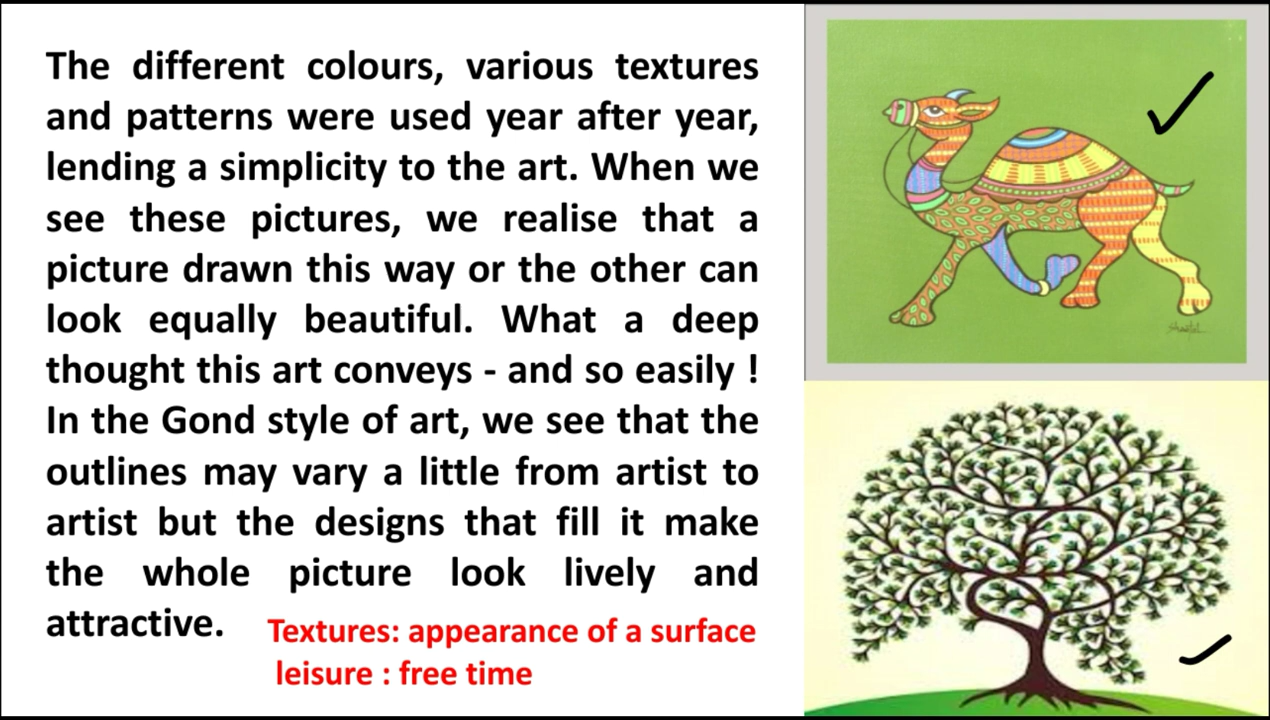 The different colours, various textures
and patterns were used year after year,
lending a simplicity to the art. When we
see these pictures, we realise that a
picture drawn this way or the other can
look equally beautiful. What a deep
thought this art conveys - and so easily !
In the Gond style of art, we see that the
outlines may vary a little from artist to
artist but the designs that fill it make
the whole picture look lively and
attractive.
Textures: appearance of a surface
leisure : free time